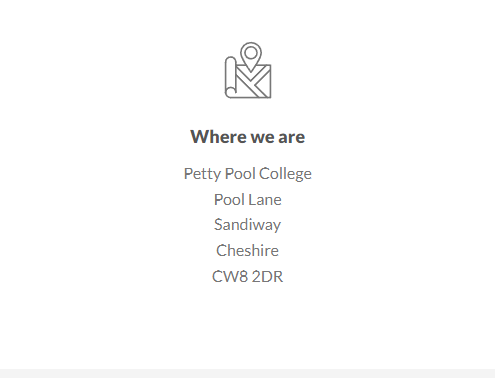 Where we are
Petty Pool College
Pool Lane
Sandiway
Cheshire
CW8 2DR